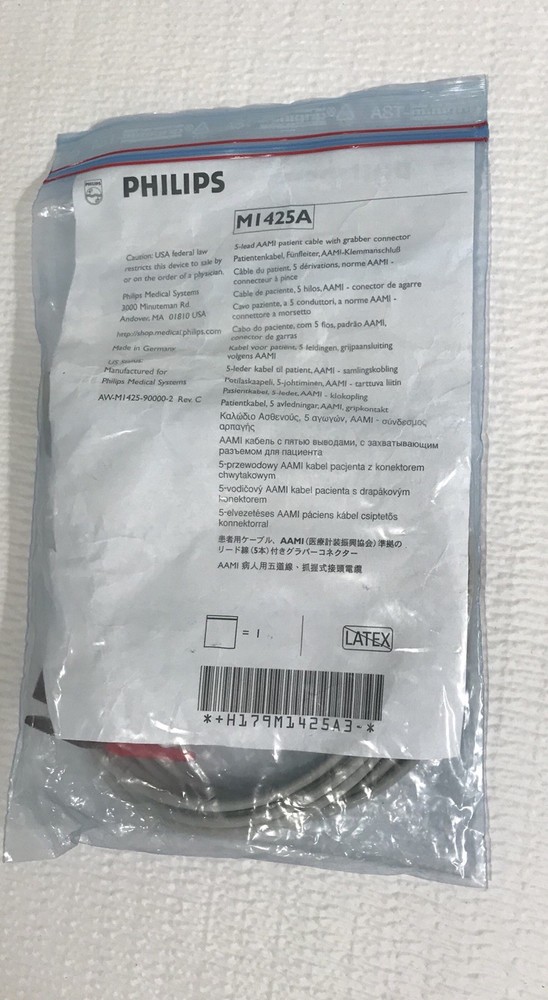 AST
PHILIPS
PHILIPS
M1425A
Caution: USA federal law
restricts this device to sale by
or on the order of a physician.
Philips Medical Systems
3000 Minuteman Rd.
Andover, MA 01810 USA
http://shop.medical.philips.com
Made in Germany
Manufactured for
Philips Medical Systems
AW-M1425-90000-2 Rev. C
5-lead AAMI patient cable with grabber connector
Patientenkabel, Fünfleiter, AAMI-Klemmanschluß
Câble du patient, 5 dérivations, norme AAMI -
connecteur à pince
Cable de paciente, 5 hilos, AAMI - conector de agarre
Cavo paziente, a 5 conduttori, a norme AAMI -
connettore a morsetto
Cabo do paciente, com 5 fios, padrão AAMI,
conector de garras
Kabel voor patiënt, 5 leidingen, grijpaansluiting
volgens AAMI
5-leder kabel til patient, AAMI - samlingskobling
Potilaskaapeli, 5-johtiminen, AAMI - tarttuva liitin
Pasientkabel, 5-leder, AAMI - klokopling
Patientkabel, 5 avledningar, AAMI, gripkontakt
Καλώδιο Ασθενούς, 5 αγωγών, AAMI - σύνδεσμος
αρπαγής
AAMI кабель с пятью выводами, с захватывающим
разъемом для пациента
5-przewodowy AAMI kabel pacjenta z konektorem
chwytakowym
5-vodičový AAMI kabel pacienta s drapákovým
konektorem
5-elvezetéses AAMI páciens kábel csiptetős
konnektorral
患者用ケーブル、AAMI(医療計装振興協会)準拠の
リード線(5本)付きグラバーコネクター
AAMI 病人用五道線、抓握式接頭電纜
= 1
LATEX
*+H179M1425A3-*